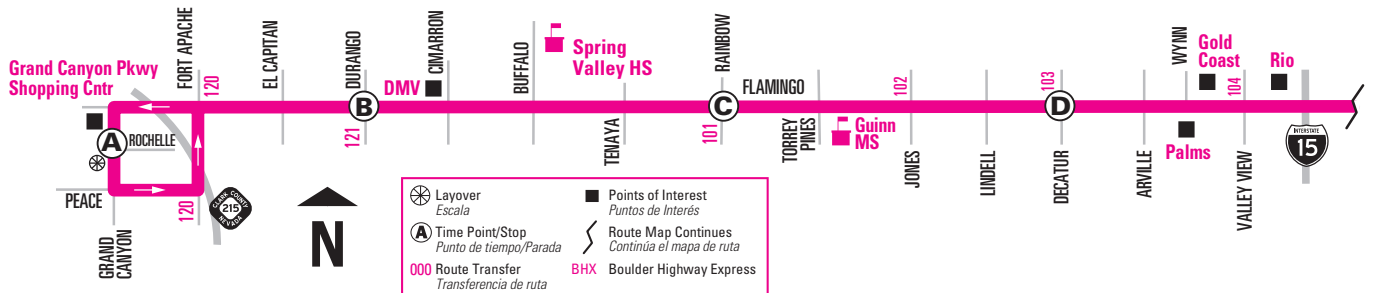 Grand Canyon Pkwy
Shopping Cntr
FORT APACHE
120
EL CAPITAN
DURANGO
121
B
DMV
CIMARRON
BUFFALO
Spring
Valley HS
TENAYA
RAINBOW
101
C
FLAMINGO
TORREY
PINES
Guinn
MS
102
JONES
LINDELL
103
D
DECATUR
ARVILLE
WYNN
Gold
Coast
Palms
104
VALLEY VIEW
Rio
INTERSTATE
15
A
ROCHELLE
PEACE
120
GRAND
CANYON
CLARK COUNTY
215
NEVADA
N
Layover
Escala
A Time Point/Stop
Punto de tiempo/Parada
000 Route Transfer
Transferencia de ruta
Points of Interest
Puntos de Interés
Route Map Continues
Continúa el mapa de ruta
BHX Boulder Highway Express